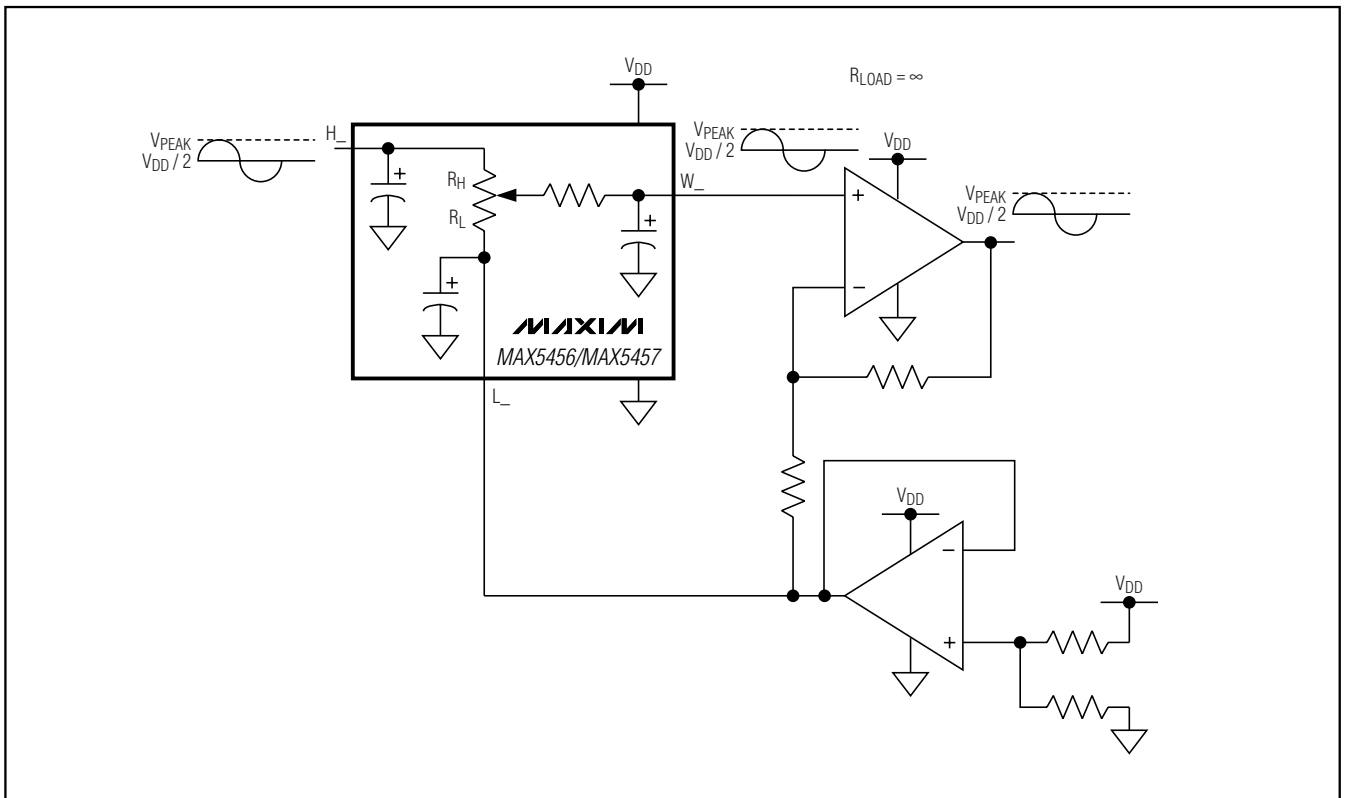 VDD
RLOAD = ∞
VPEAK
VDD / 2
H_
RH
RL
+
+
+
W_
VPEAK
VDD / 2
VDD
+
−
VPEAK
VDD / 2
MAXIM
MAX5456/MAX5457
L_
VDD
−
+
VDD